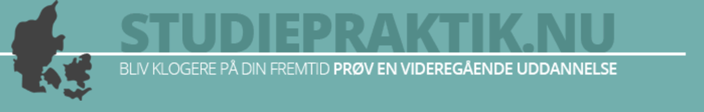 STUDIEPRAKTIK.NU
BLIV KLOGERE PÅ DIN FREMTID PRØV EN VIDEREGÅENDE UDDANNELSE